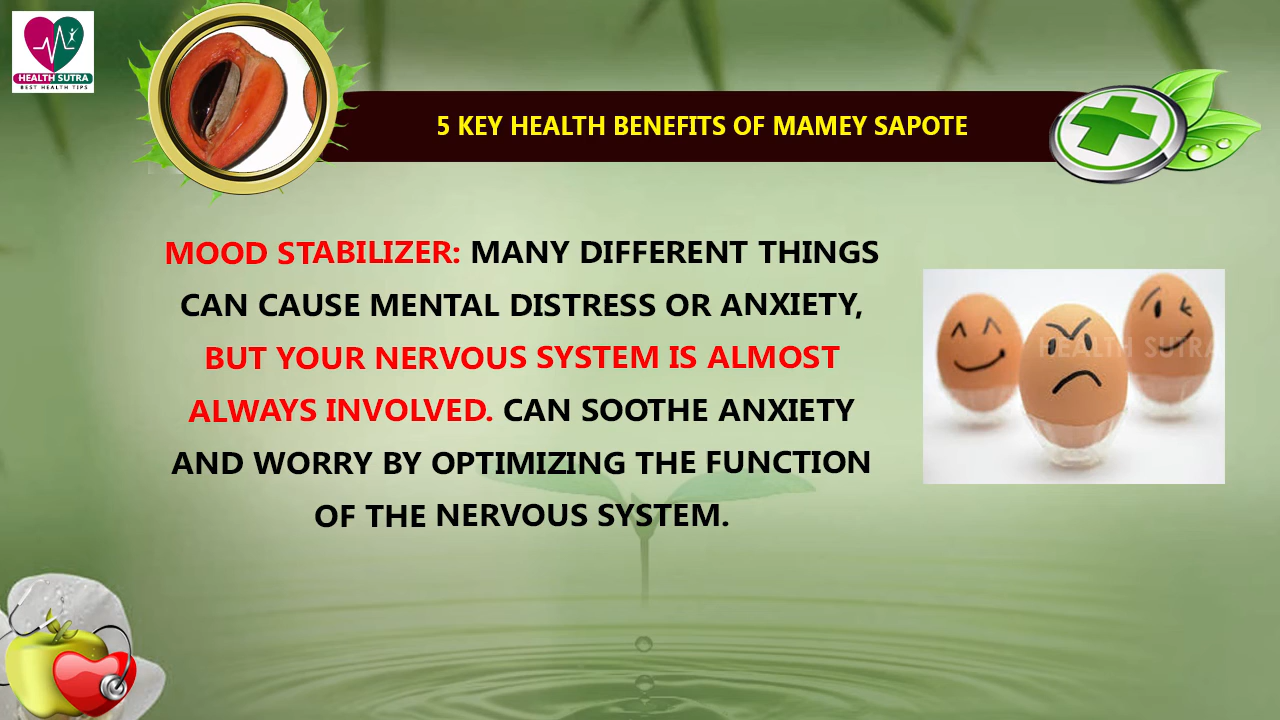 HEALTH SUTRA
BEST HEALTH TIPS
5 KEY HEALTH BENEFITS OF MAMEY SAPOTE
MOOD STABILIZER: MANY DIFFERENT THINGS
CAN CAUSE MENTAL DISTRESS OR ANXIETY,
BUT YOUR NERVOUS SYSTEM IS ALMOST
ALWAYS INVOLVED. CAN SOOTHE ANXIETY
AND WORRY BY OPTIMIZING THE FUNCTION
OF THE NERVOUS SYSTEM.
HEALTH SUTRA